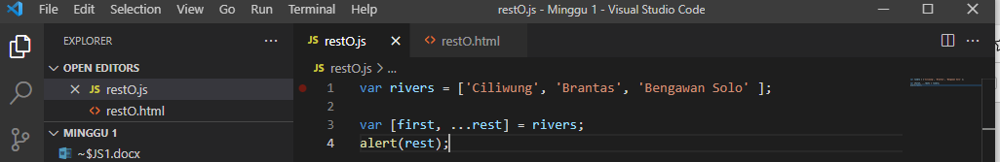 File Edit Selection View Go Run Terminal Help restO.js - Minggu 1 - Visual Studio Code
EXPLORER ... JS restO.js × <> restO.html ...
OPEN EDITORS JS restO.js > ...
× JS restO.js 1 var rivers = ['Ciliwung', 'Brantas', 'Bengawan Solo' ];
<> restO.html 2
MINGGU 1 3 var [first, ...rest] = rivers;
~$JS1.docx 4 alert(rest);